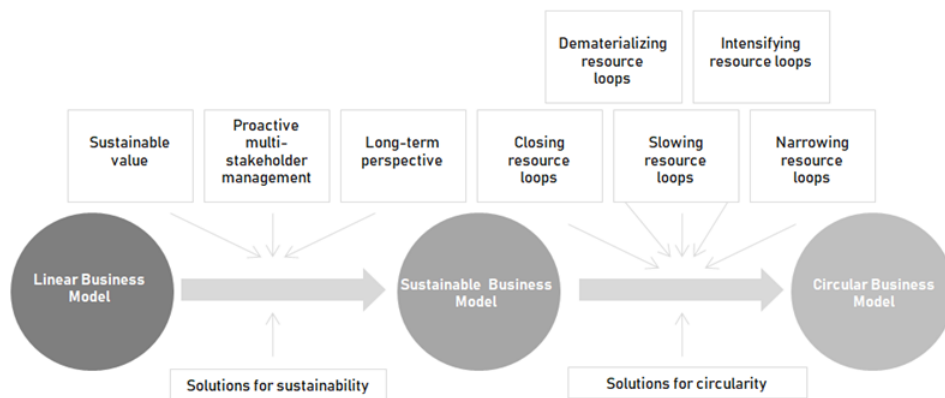 Dematerializing
resource
loops
Intensifying
resource loops
Sustainable
value
Proactive
multi-
stakeholder
management
Long-term
perspective
Closing
resource
loops
Slowing
resource
loops
Narrowing
resource
loops
Linear Business
Model
Sustainable Business
Model
Circular Business
Model
Solutions for sustainability
Solutions for circularity